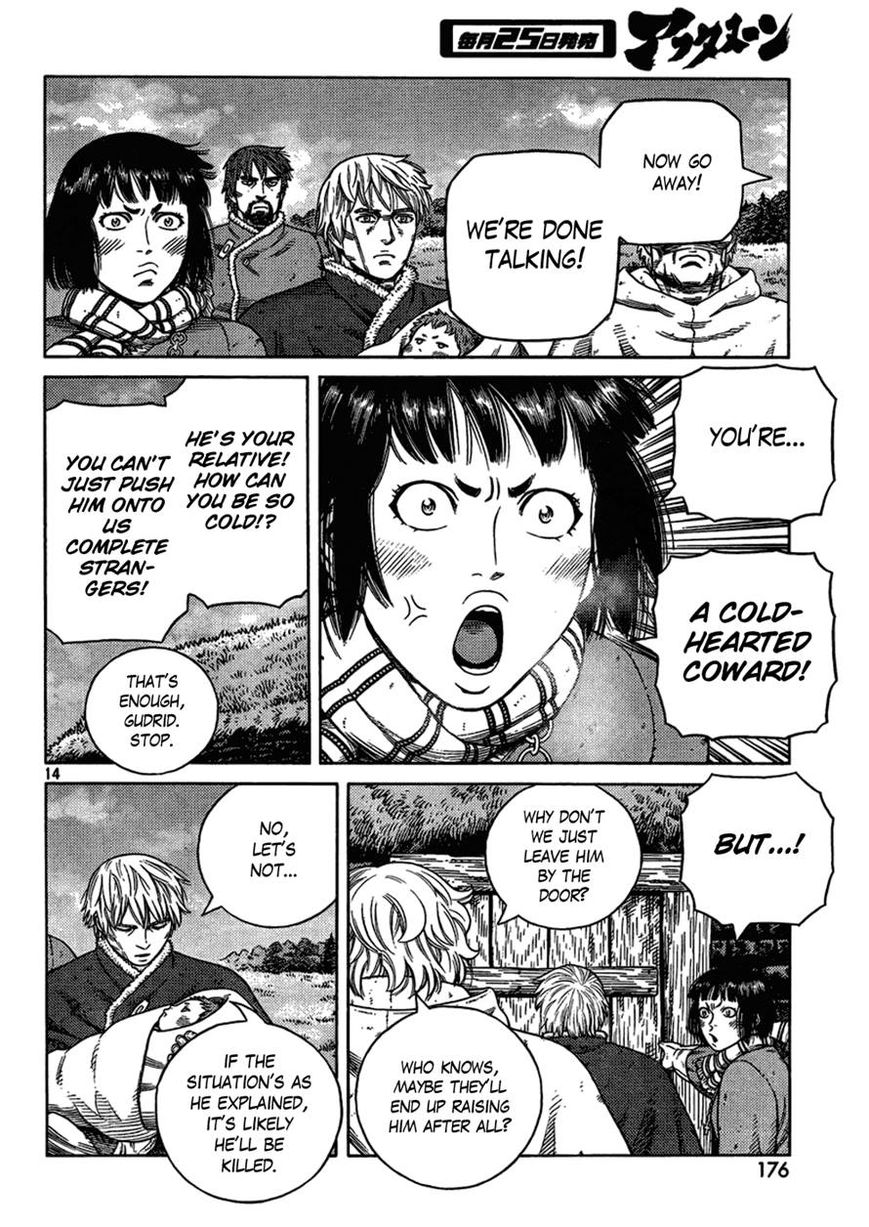 毎月25日発売
アフタヌーン
NOW GO
AWAY!
WE'RE DONE
TALKING!
YOU'RE...
A COLD-
HEARTED
COWARD!
HE'S YOUR
RELATIVE!
HOW CAN
YOU BE SO
COLD!?
YOU CAN'T
JUST PUSH
HIM ONTO
US
COMPLETE
STRAN-
GERS!
THAT'S
ENOUGH,
GUDRID.
STOP.
14
BUT...!
WHY DON'T
WE JUST
LEAVE HIM
BY THE
DOOR?
WHO KNOWS,
MAYBE THEY'LL
END UP RAISING
HIM AFTER ALL?
NO,
LET'S
NOT...
IF THE
SITUATION'S AS
HE EXPLAINED,
IT'S LIKELY
HE'LL BE
KILLED.
176